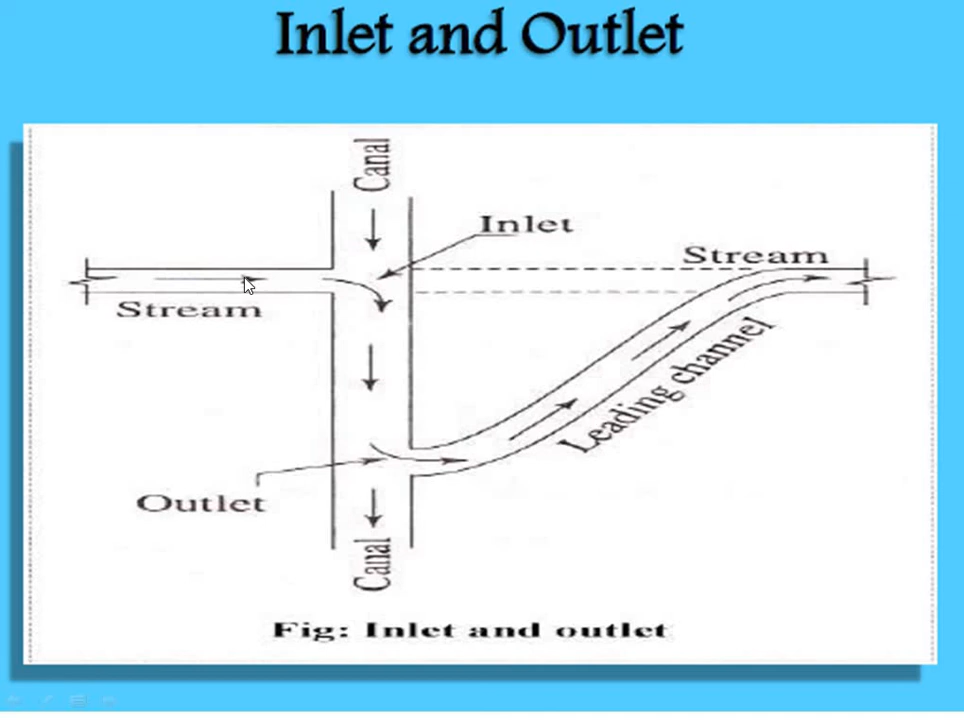 Inlet and Outlet
Canal
Inlet
Stream
Stream
Leading channel
Outlet
Canal
Fig: Inlet and outlet